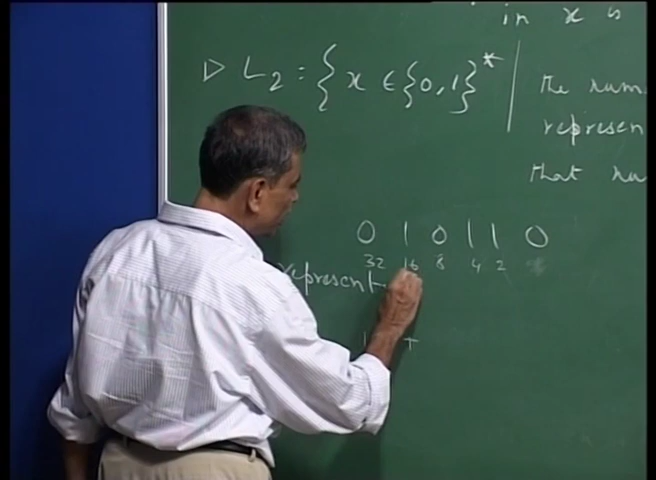 in x is
▷ L2 = { x ∈ {0,1}* |
the num
represen
that nu
0 1 0 1 1 0
32 16 8 4 2
represent